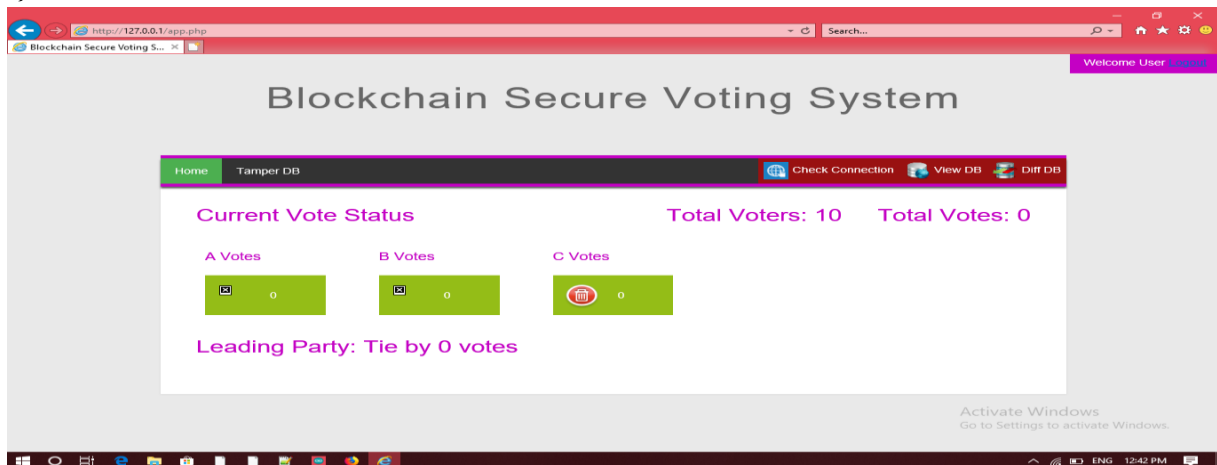 http://127.0.0.1/app.php
Search...
Blockchain Secure Voting S...
Welcome User Logout
Blockchain Secure Voting System
Home Tamper DB Check Connection View DB Diff DB
Current Vote Status Total Voters: 10 Total Votes: 0
A Votes B Votes C Votes
0 0 0
Leading Party: Tie by 0 votes
Activate Windows
Go to Settings to activate Windows.
ENG 12:42 PM